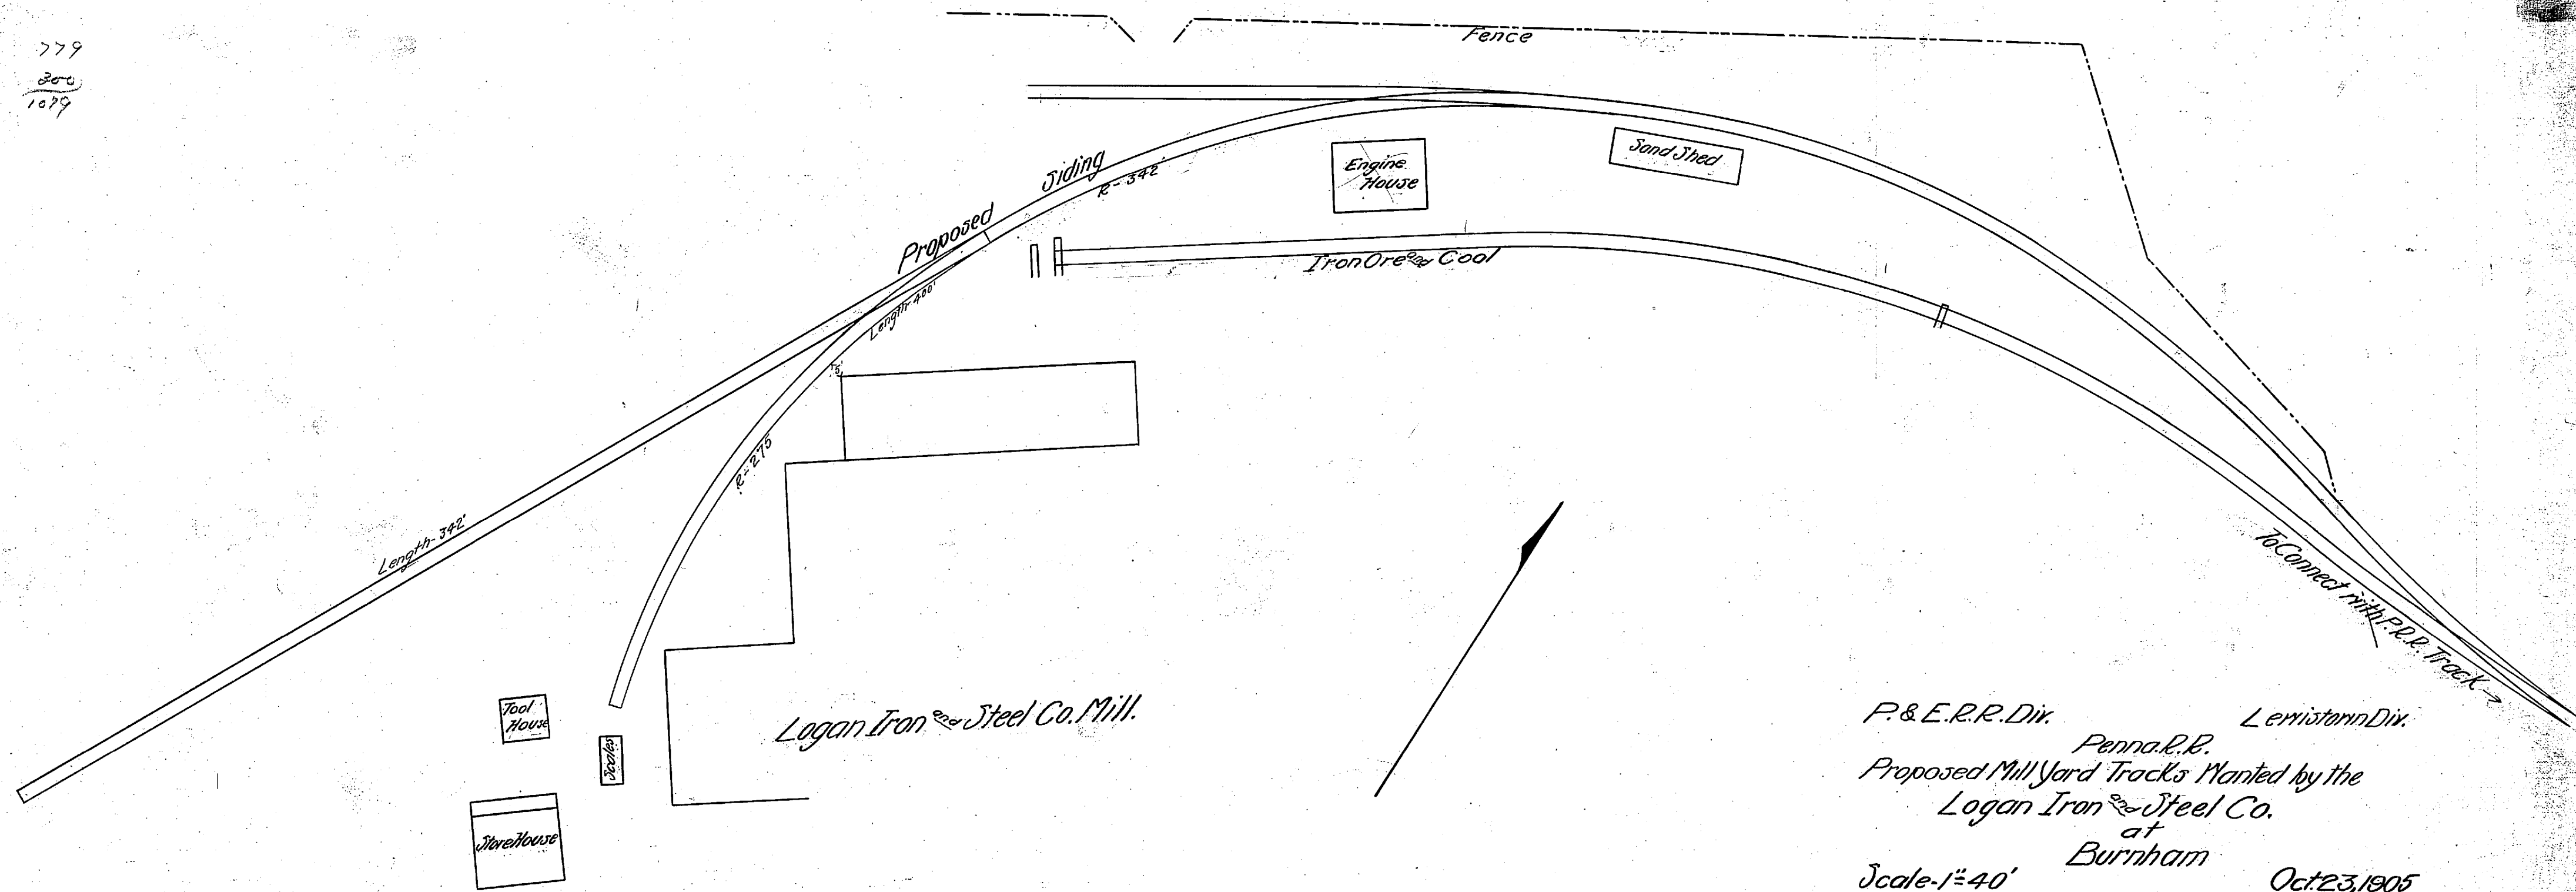 779
300
1079
Fence
Proposed Siding
R-342'
Engine
House
Sand Shed
Iron Ore and Coal
Length-400'
15'
R-275
Length-342'
To Connect with P.R.R. Track →
Tool
House
Scales
StoreHouse
Logan Iron and Steel Co. Mill.
P. & E. R. R. Div. Lewistown Div.
Penna. R. R.
Proposed Mill Yard Tracks Wanted by the
Logan Iron and Steel Co.
at
Burnham
Scale-1"=40' Oct. 23, 1905